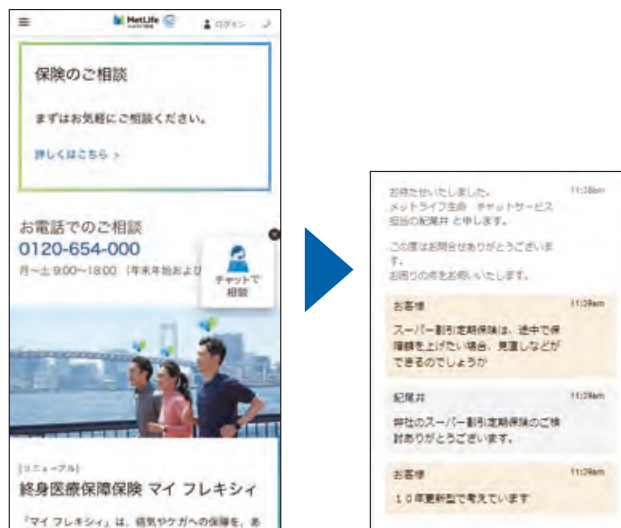 MetLife
ログイン
保険のご相談
まずはお気軽にご相談ください。
詳しくはこちら >
お電話でのご相談
0120-654-000
月～土 9:00～18:00 （年末年始および
チャットで
相談
[リニューアル]
終身医療保障保険 マイ フレキシィ
「マイ フレキシィ」は、病気やケガへの保障を、あ
お待たせいたしました。
メットライフ生命 チャットサービス
担当の紀尾井 と申します。
この度はお問合せありがとうございま
す。
お困りの点をお伺いいたします。
お客様 11:29am
スーパー割引定期保険は、途中で保
障額を上げたい場合、見直しなどが
できるのでしょうか
紀尾井 11:29am
弊社のスーパー割引定期保険のご検
討ありがとうございます。
お客様 11:29am
１０年更新型で考えています